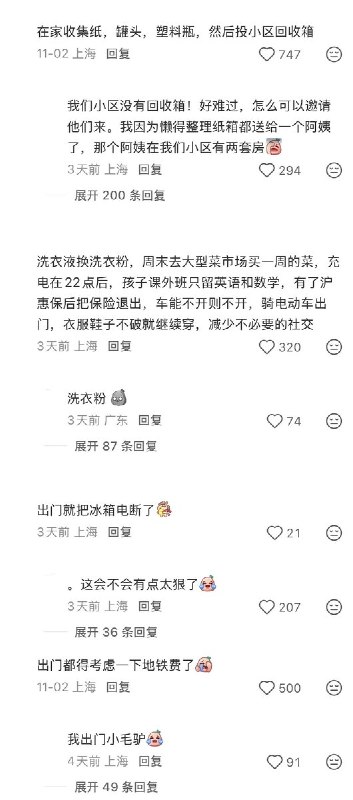 在家收集纸，罐头，塑料瓶，然后投小区回收箱
11-02 上海 回复 747
我们小区没有回收箱！好难过，怎么可以邀请
他们来。我因为懒得整理纸箱都送给一个阿姨
了，那个阿姨在我们小区有两套房
3天前 上海 回复 294
展开 200 条回复
洗衣液换洗衣粉，周末去大型菜市场买一周的菜，充
电在22点后，孩子课外班只留英语和数学，有了沪
惠保后把保险退出，车能不开则不开，骑电动车出
门，衣服鞋子不破就继续穿，减少不必要的社交
3天前 上海 回复 320
洗衣粉
3天前 广东 回复 74
展开 87 条回复
出门就把冰箱电断了
3天前 上海 回复 21
。这会不会有点太狠了
3天前 上海 回复 207
展开 36 条回复
出门都得考虑一下地铁费了
11-02 上海 回复 500
我出门小毛驴
4天前 上海 回复 91
展开 49 条回复